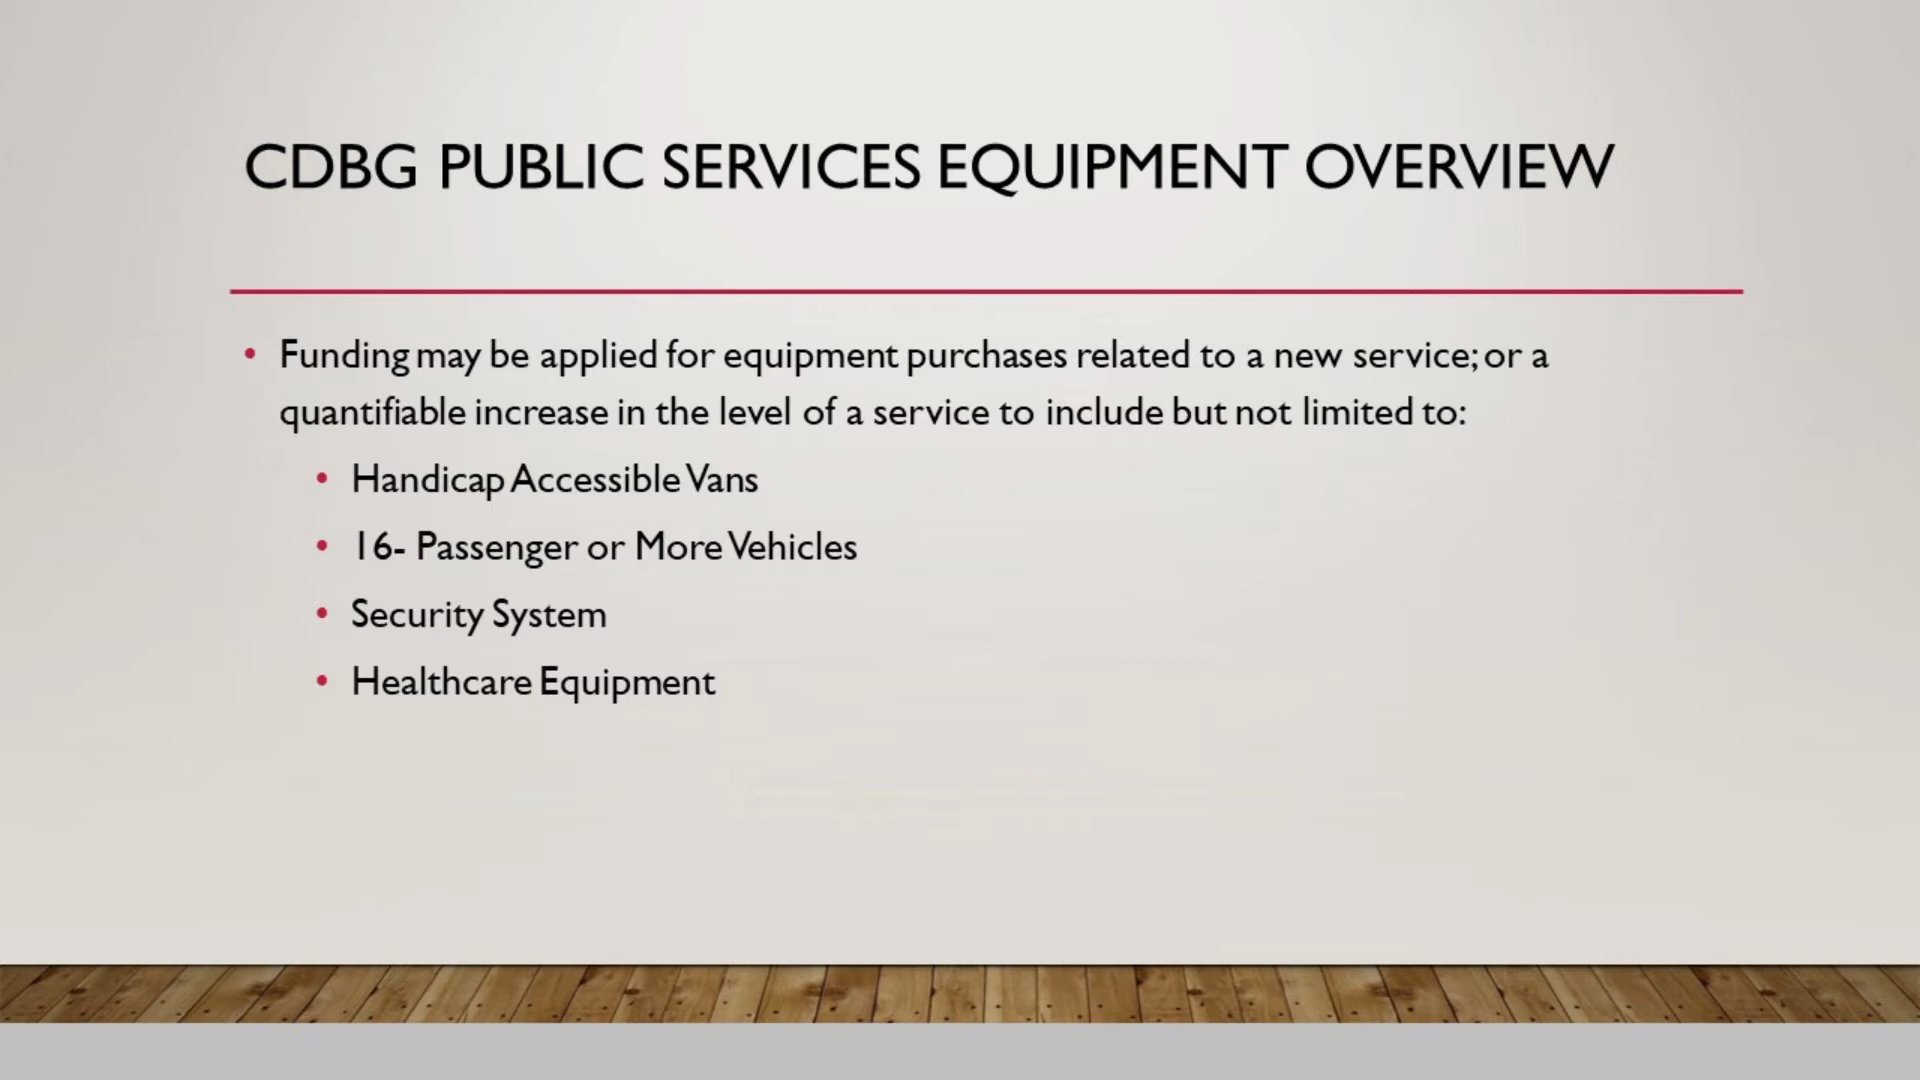 CDBG PUBLIC SERVICES EQUIPMENT OVERVIEW
• Funding may be applied for equipment purchases related to a new service; or a
quantifiable increase in the level of a service to include but not limited to:
• Handicap Accessible Vans
• 16- Passenger or More Vehicles
• Security System
• Healthcare Equipment